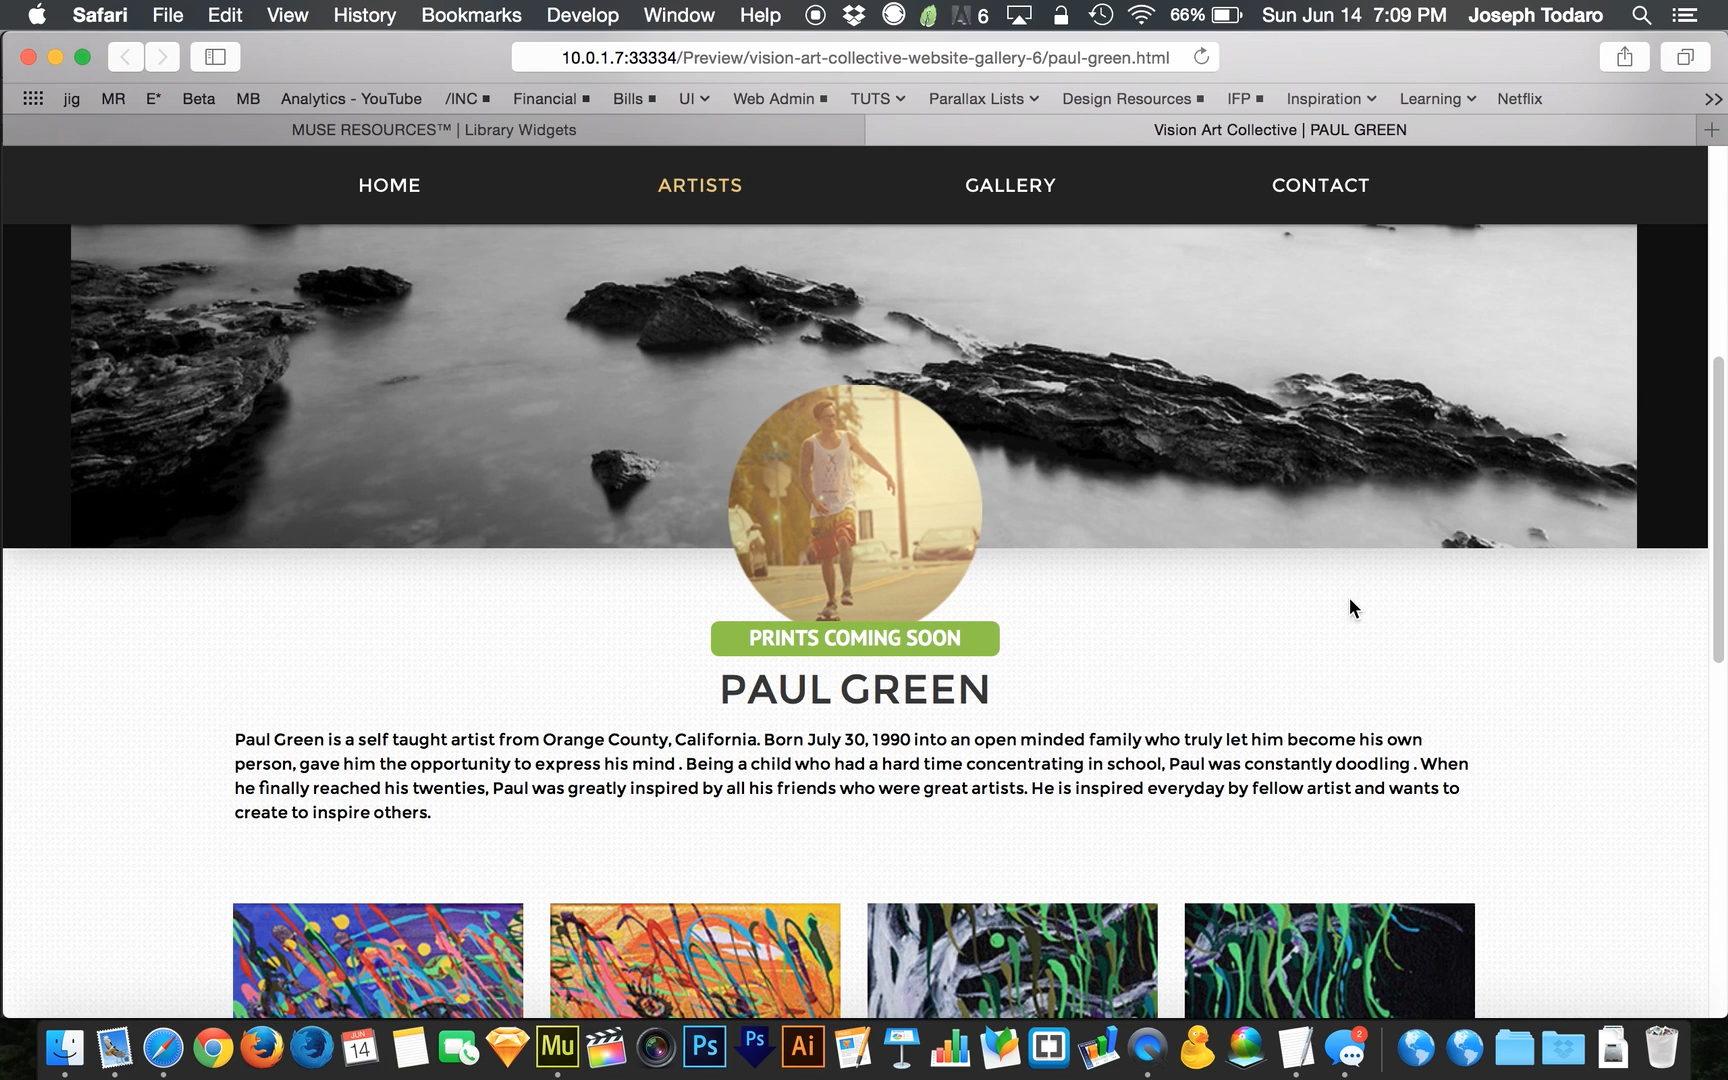 Safari File Edit View History Bookmarks Develop Window Help 6 66% Sun Jun 14 7:09 PM Joseph Todaro
10.0.1.7:33334/Preview/vision-art-collective-website-gallery-6/paul-green.html
jig MR E* Beta MB Analytics - YouTube /INC Financial Bills UI Web Admin TUTS Parallax Lists Design Resources IFP Inspiration Learning Netflix
MUSE RESOURCES™ | Library Widgets Vision Art Collective | PAUL GREEN
HOME ARTISTS GALLERY CONTACT
PRINTS COMING SOON
PAUL GREEN
Paul Green is a self taught artist from Orange County, California. Born July 30, 1990 into an open minded family who truly let him become his own
person, gave him the opportunity to express his mind . Being a child who had a hard time concentrating in school, Paul was constantly doodling . When
he finally reached his twenties, Paul was greatly inspired by all his friends who were great artists. He is inspired everyday by fellow artist and wants to
create to inspire others.
JUN
14 Mu Ps Ps Ai 2